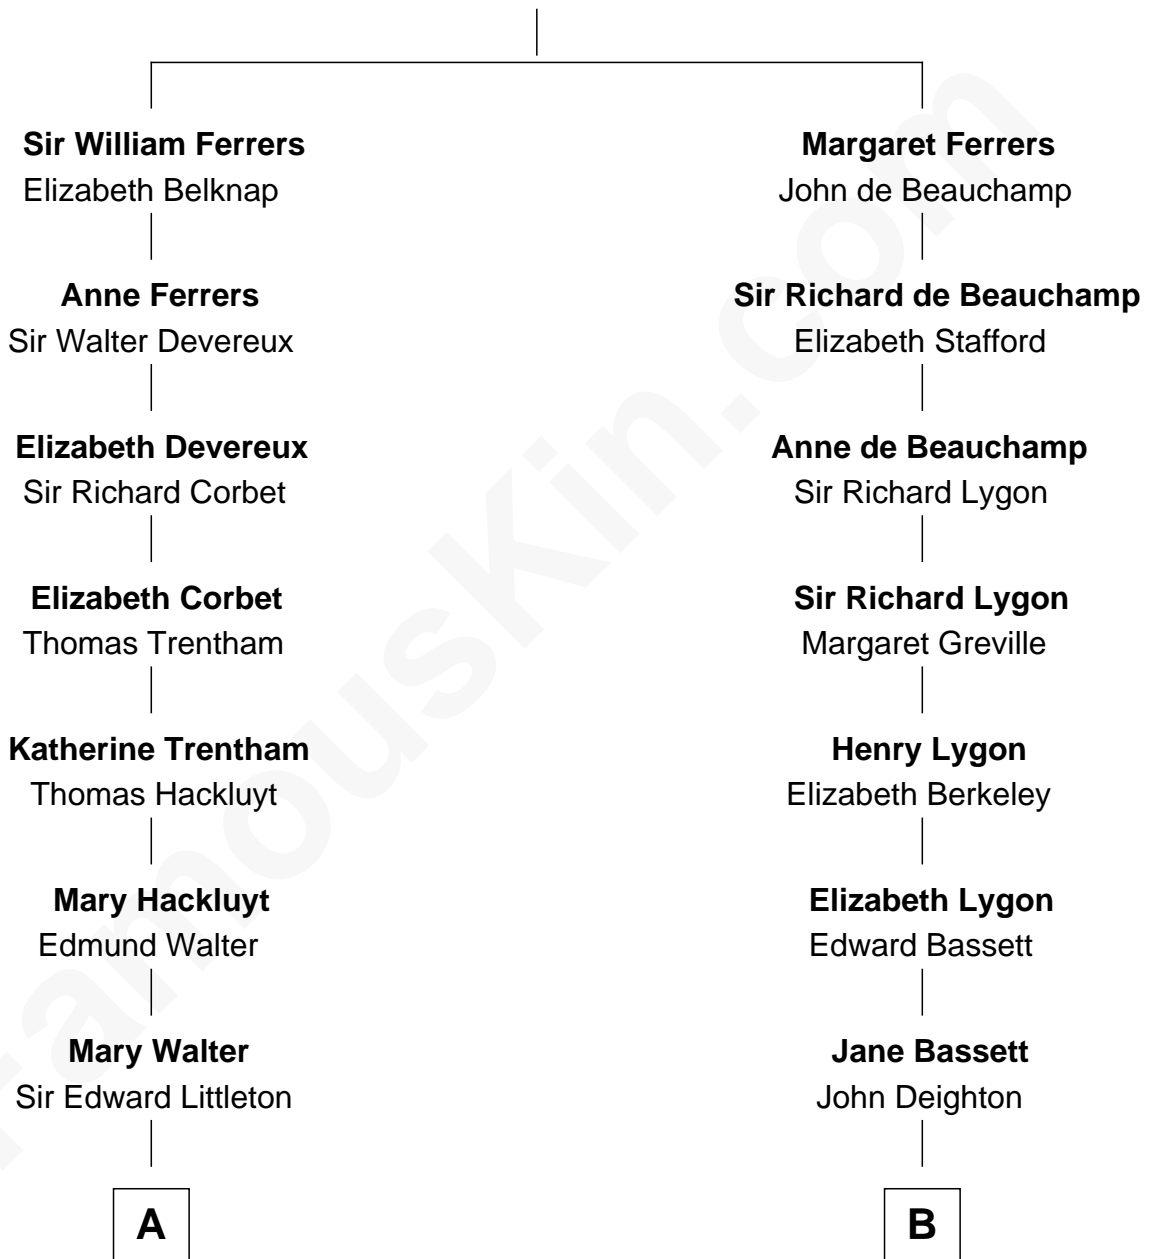 Sir William Ferrers
Elizabeth Belknap
Margaret Ferrers
John de Beauchamp
Anne Ferrers
Sir Walter Devereux
Sir Richard de Beauchamp
Elizabeth Stafford
Elizabeth Devereux
Sir Richard Corbet
Anne de Beauchamp
Sir Richard Lygon
Elizabeth Corbet
Thomas Trentham
Sir Richard Lygon
Margaret Greville
Katherine Trentham
Thomas Hackluyt
Henry Lygon
Elizabeth Berkeley
Mary Hackluyt
Edmund Walter
Elizabeth Lygon
Edward Bassett
Mary Walter
Sir Edward Littleton
Jane Bassett
John Deighton
A
B
FamousKin.com